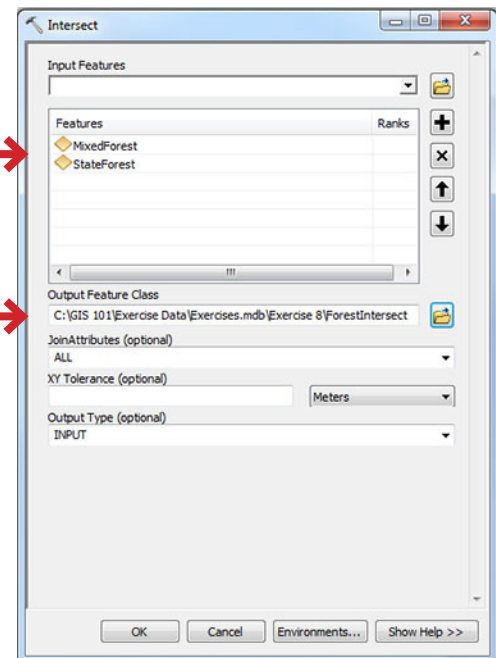 Intersect
Input Features
Features Ranks
MixedForest
StateForest
Output Feature Class
C:\GIS 101\Exercise Data\Exercises.mdb\Exercise 8\ForestIntersect
JoinAttributes (optional)
ALL
XY Tolerance (optional)
Meters
Output Type (optional)
INPUT
OK Cancel Environments... Show Help >>